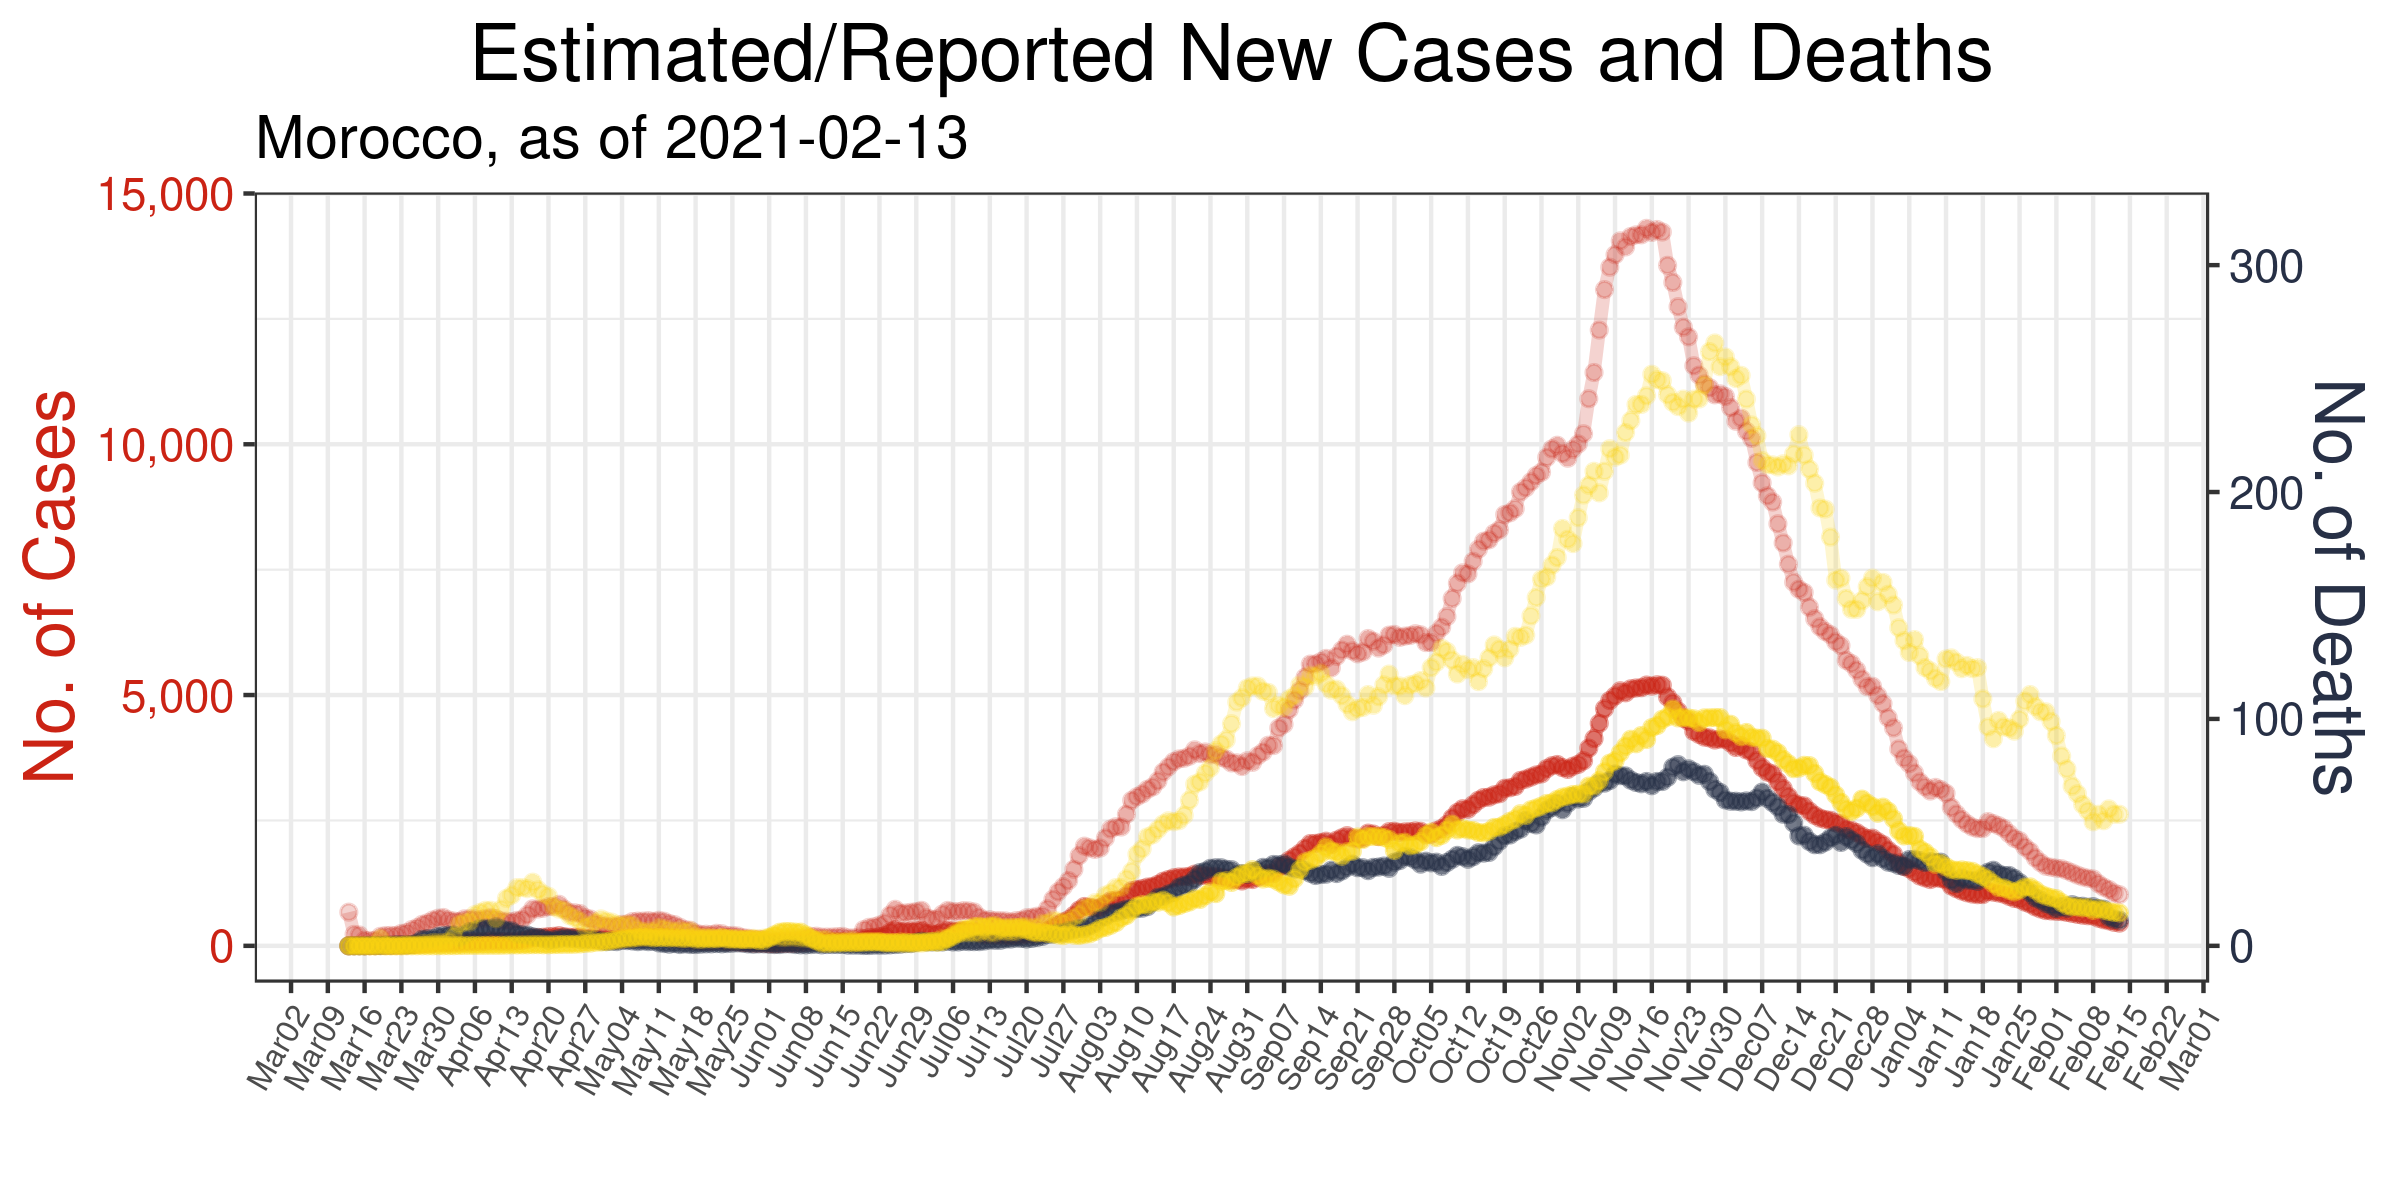 Estimated/Reported New Cases and Deaths
Morocco, as of 2021-02-13
No. of Cases
15,000
10,000
5,000
0
300
200
100
0
No. of Deaths
Mar02
Mar09
Mar16
Mar23
Mar30
Apr06
Apr13
Apr20
Apr27
May04
May11
May18
May25
Jun01
Jun08
Jun15
Jun22
Jun29
Jul06
Jul13
Jul20
Jul27
Aug03
Aug10
Aug17
Aug24
Aug31
Sep07
Sep14
Sep21
Sep28
Oct05
Oct12
Oct19
Oct26
Nov02
Nov09
Nov16
Nov23
Nov30
Dec07
Dec14
Dec21
Dec28
Jan04
Jan11
Jan18
Jan25
Feb01
Feb08
Feb15
Feb22
Mar01